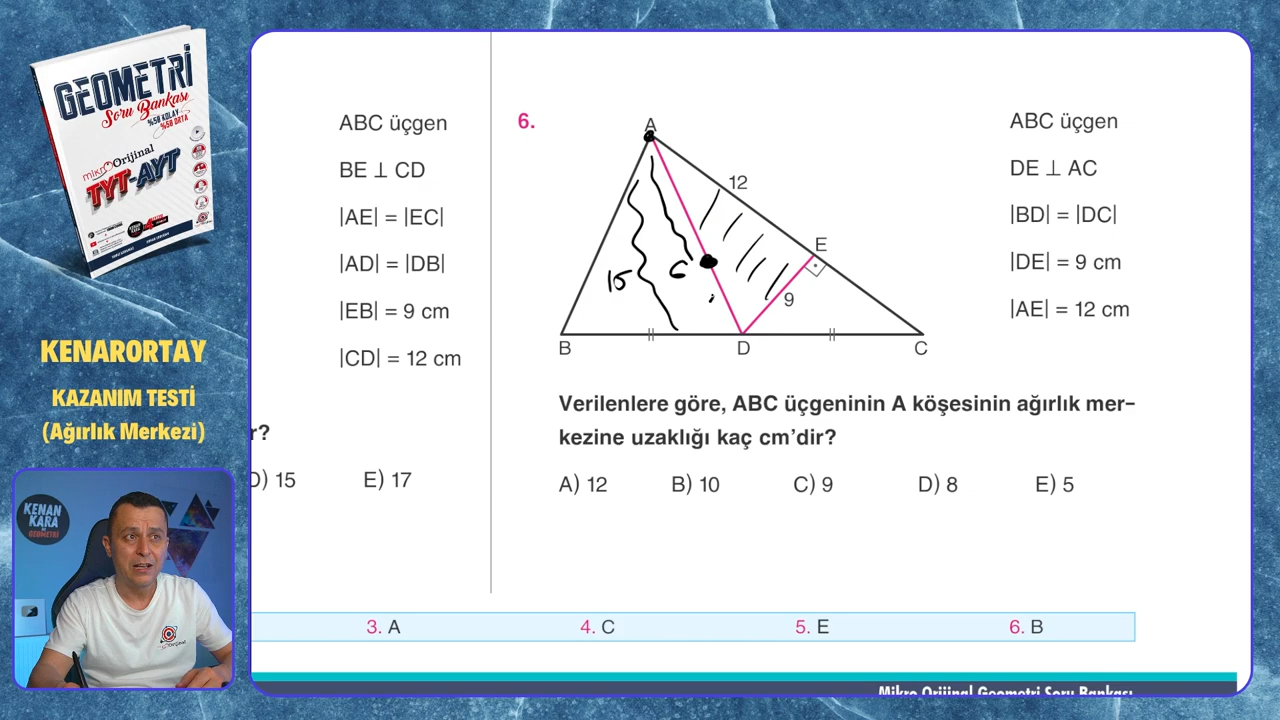 GEOMETRİ
Soru Bankası
%50 KOLAY
%50 ORTA
mikro Orijinal
TYT-AYT
KENARORTAY
KAZANIM TESTİ
(Ağırlık Merkezi)
KENAN
KARA
GEOMETRİ
ABC üçgen
BE ⊥ CD
|AE| = |EC|
|AD| = |DB|
|EB| = 9 cm
|CD| = 12 cm
r?
D) 15 E) 17
6.
A
12
E
15
6
9
B D C
ABC üçgen
DE ⊥ AC
|BD| = |DC|
|DE| = 9 cm
|AE| = 12 cm
Verilenlere göre, ABC üçgeninin A köşesinin ağırlık mer–
kezine uzaklığı kaç cm’dir?
A) 12 B) 10 C) 9 D) 8 E) 5
3. A 4. C 5. E 6. B
Mikro Orijinal Geometri Soru Bankası